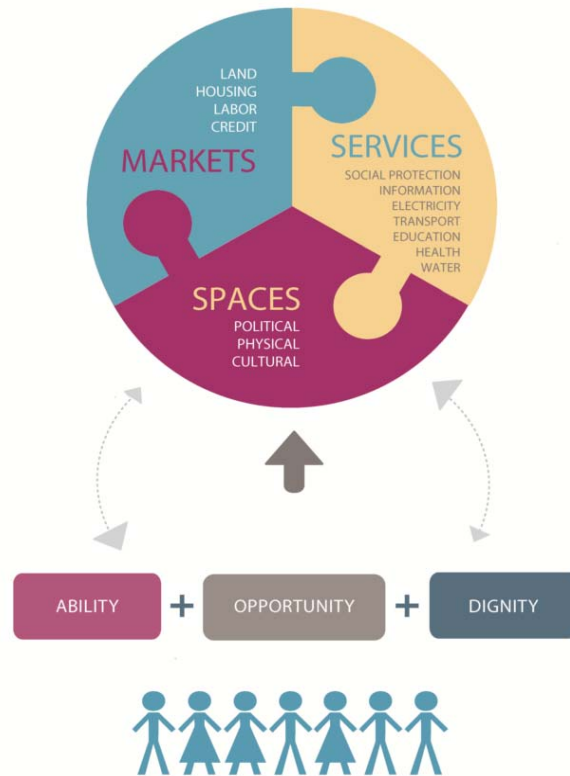 LAND
HOUSING
LABOR
CREDIT
MARKETS
SERVICES
SOCIAL PROTECTION
INFORMATION
ELECTRICITY
TRANSPORT
EDUCATION
HEALTH
WATER
SPACES
POLITICAL
PHYSICAL
CULTURAL
ABILITY + OPPORTUNITY + DIGNITY